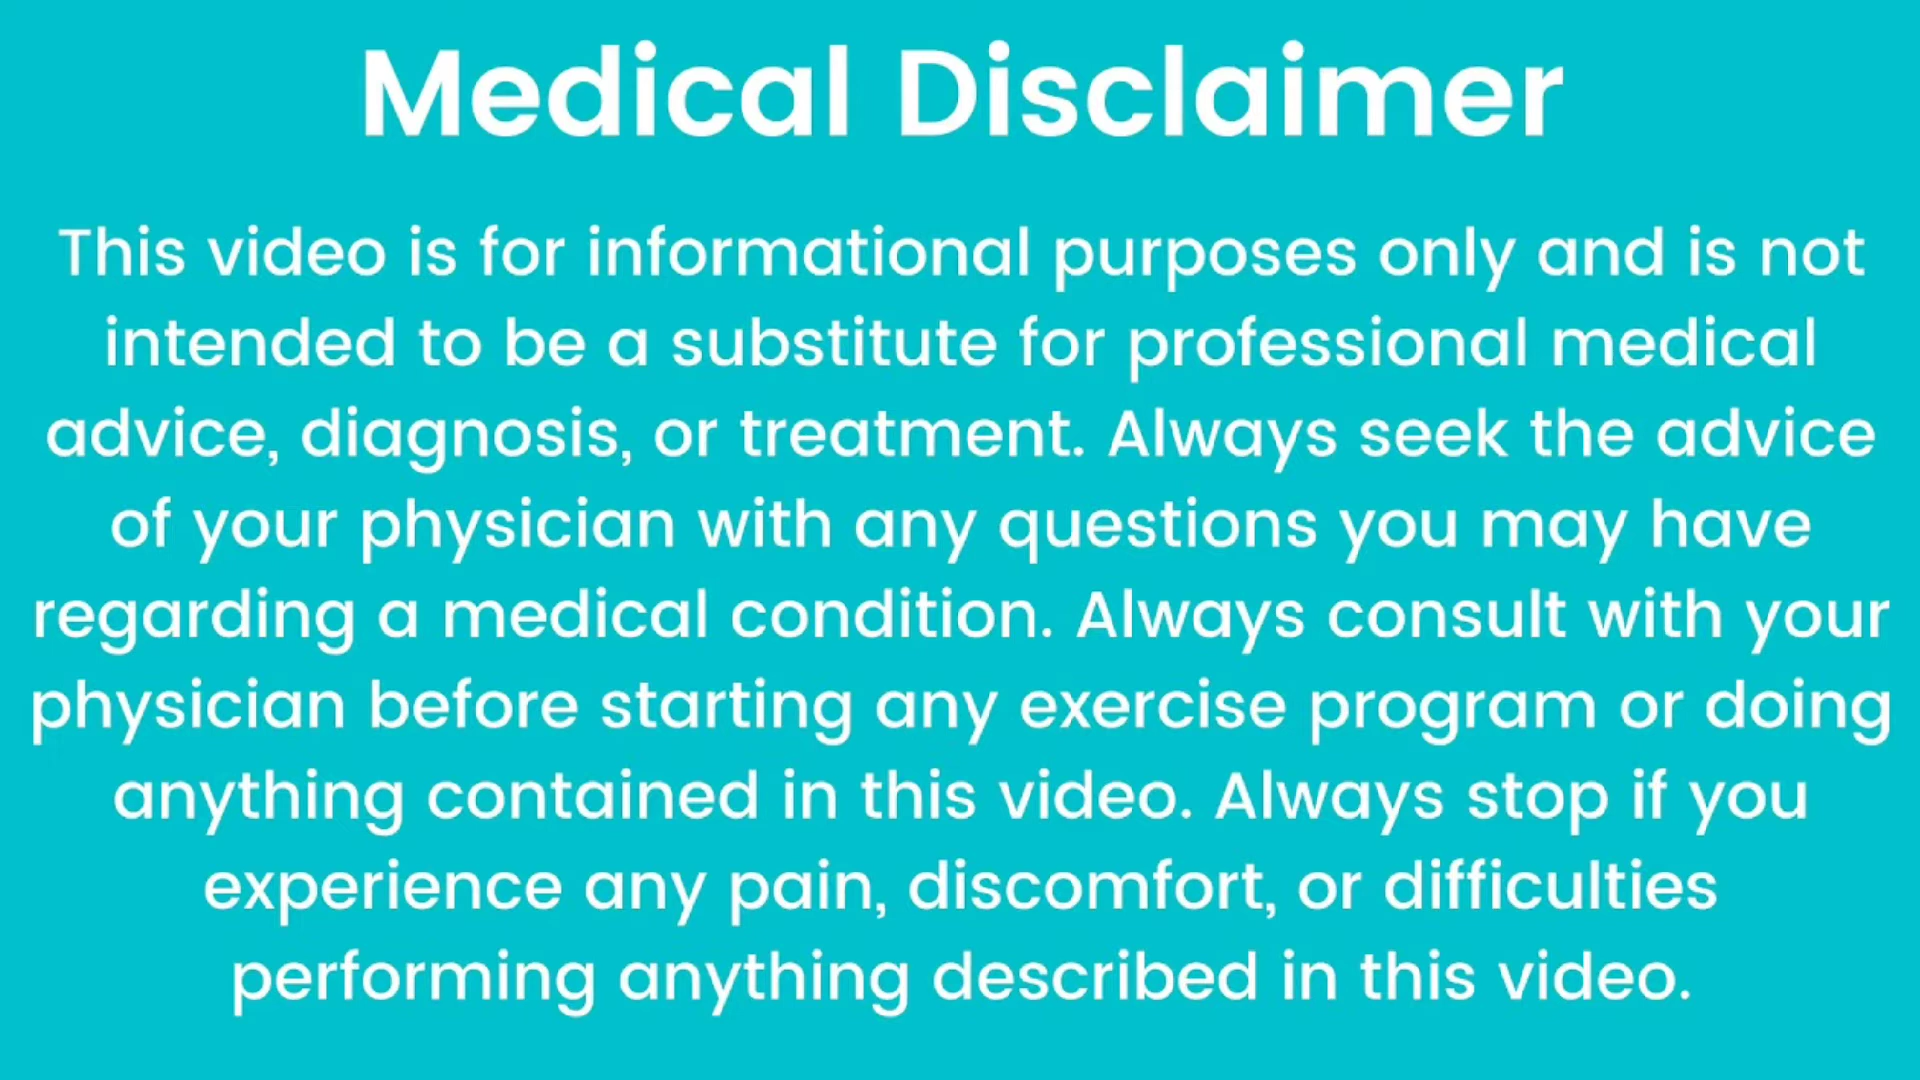 Medical Disclaimer
This video is for informational purposes only and is not
intended to be a substitute for professional medical
advice, diagnosis, or treatment. Always seek the advice
of your physician with any questions you may have
regarding a medical condition. Always consult with your
physician before starting any exercise program or doing
anything contained in this video. Always stop if you
experience any pain, discomfort, or difficulties
performing anything described in this video.